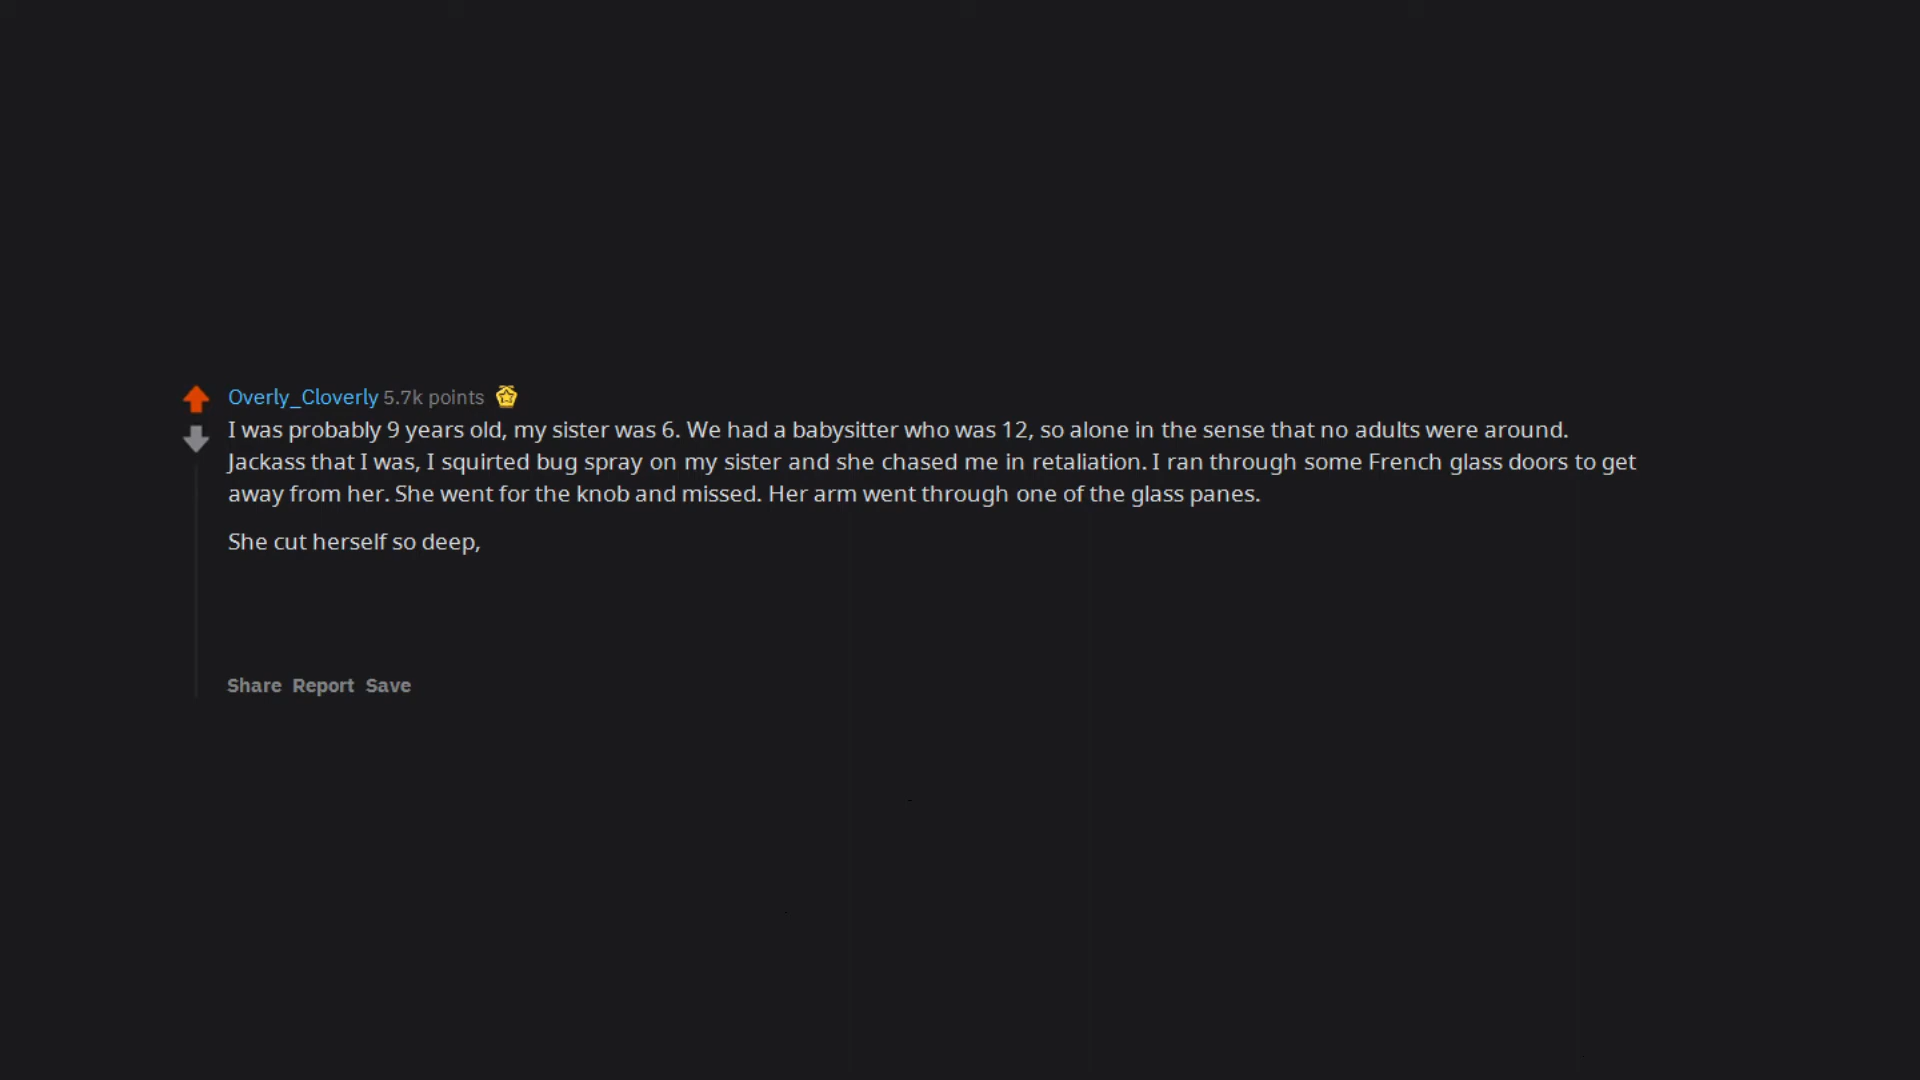 Overly_Cloverly 5.7k points
I was probably 9 years old, my sister was 6. We had a babysitter who was 12, so alone in the sense that no adults were around.
Jackass that I was, I squirted bug spray on my sister and she chased me in retaliation. I ran through some French glass doors to get
away from her. She went for the knob and missed. Her arm went through one of the glass panes.
She cut herself so deep,
Share Report Save